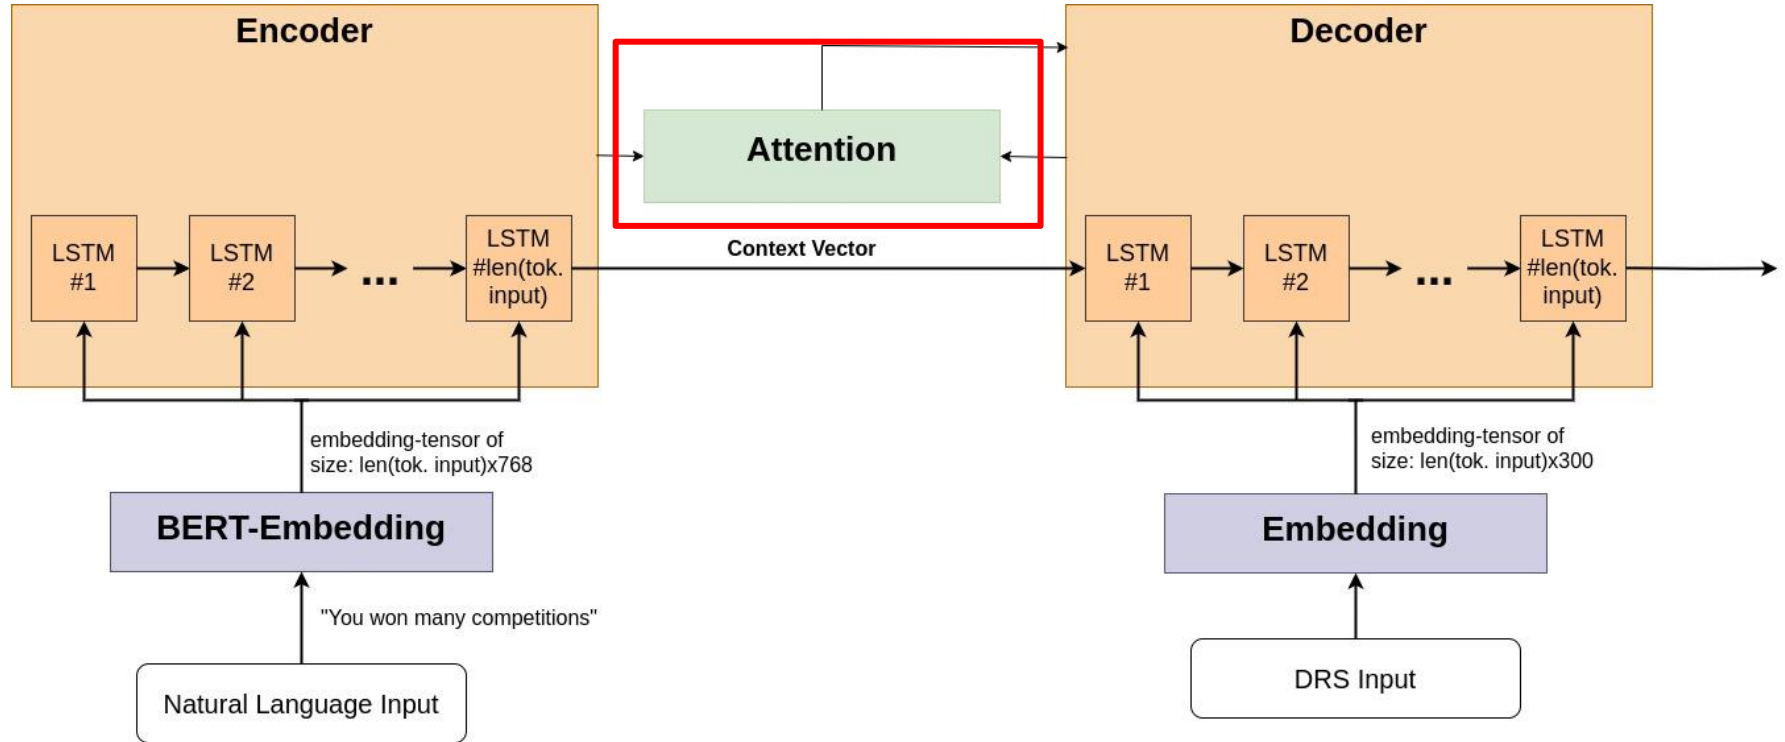 Encoder
Attention
Decoder
LSTM
#1
LSTM
#2
...
LSTM
#len(tok.
input)
Context Vector
LSTM
#1
LSTM
#2
...
LSTM
#len(tok.
input)
embedding-tensor of
size: len(tok. input)x768
BERT-Embedding
"You won many competitions"
Natural Language Input
embedding-tensor of
size: len(tok. input)x300
Embedding
DRS Input